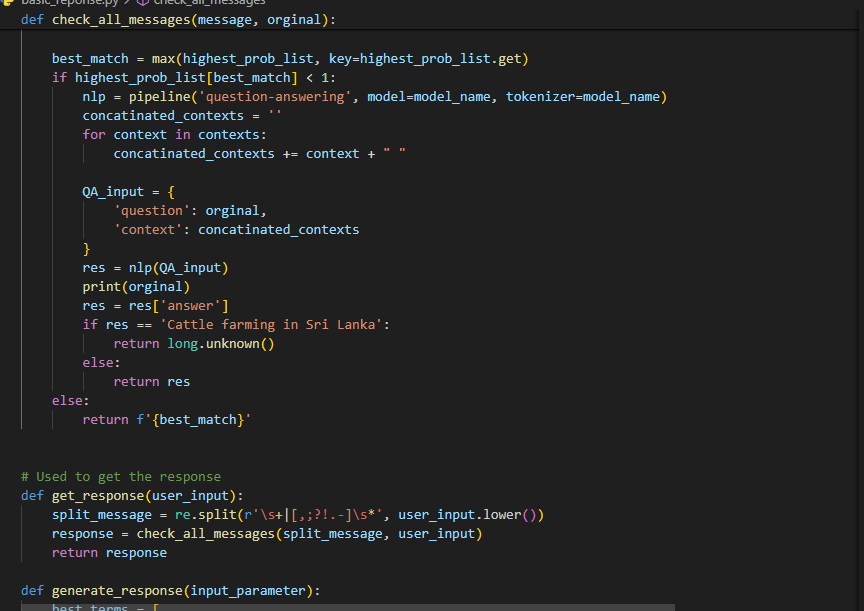 basic_reponse.py > check_all_messages
def check_all_messages(message, orginal):
    best_match = max(highest_prob_list, key=highest_prob_list.get)
    if highest_prob_list[best_match] < 1:
        nlp = pipeline('question-answering', model=model_name, tokenizer=model_name)
        concatinated_contexts = ''
        for context in contexts:
            concatinated_contexts += context + " "
        QA_input = {
            'question': orginal,
            'context': concatinated_contexts
        }
        res = nlp(QA_input)
        print(orginal)
        res = res['answer']
        if res == 'Cattle farming in Sri Lanka':
            return long.unknown()
        else:
            return res
    else:
        return f'{best_match}'
# Used to get the response
def get_response(user_input):
    split_message = re.split(r'\s+|[,;?!.-]\s*', user_input.lower())
    response = check_all_messages(split_message, user_input)
    return response
def generate_response(input_parameter):
    best_terms = [